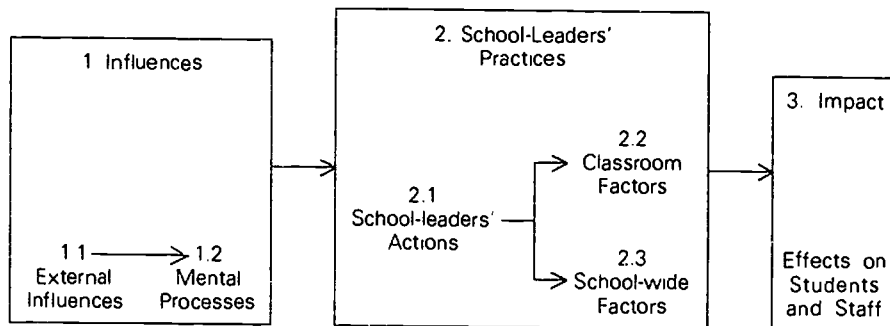 1 Influences
1 1
External
Influences
1.2
Mental
Processes
2. School-Leaders'
Practices
2.1
School-leaders'
Actions
2.2
Classroom
Factors
2.3
School-wide
Factors
3. Impact
Effects on
Students
and Staff